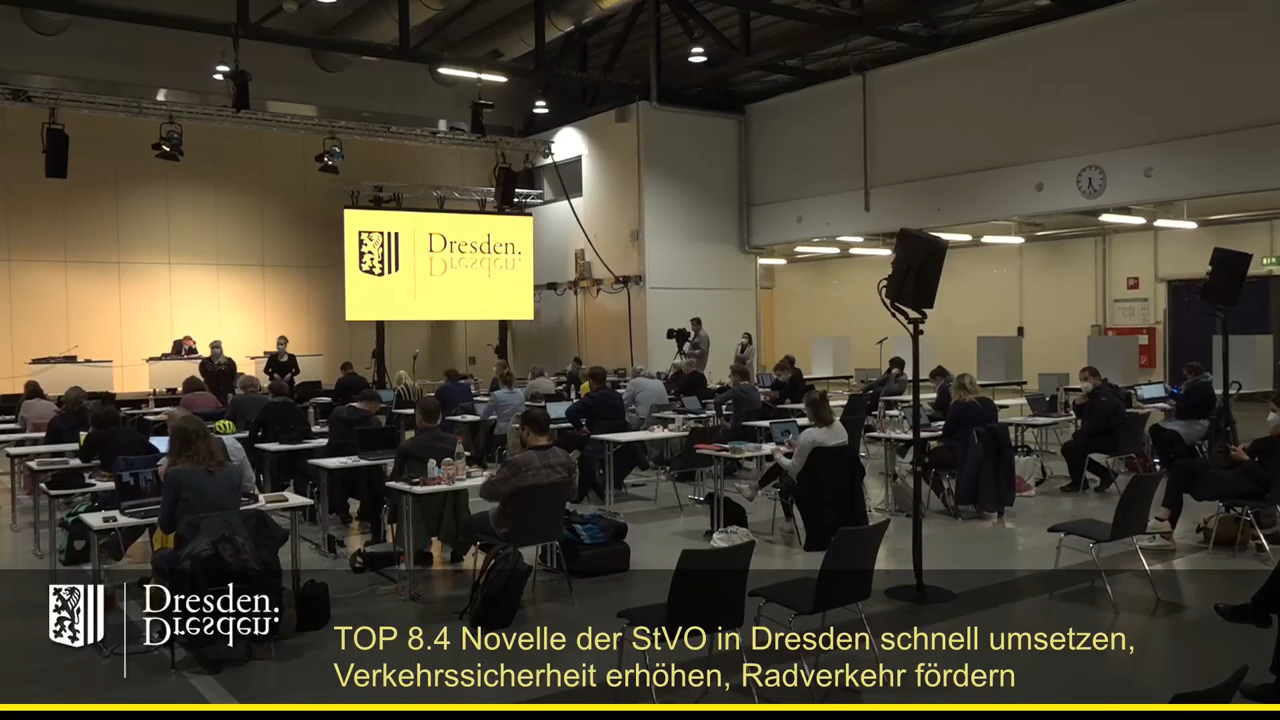 Dresden.
Dresden.
Dresden.
Dresden.
TOP 8.4 Novelle der StVO in Dresden schnell umsetzen,
Verkehrssicherheit erhöhen, Radverkehr fördern